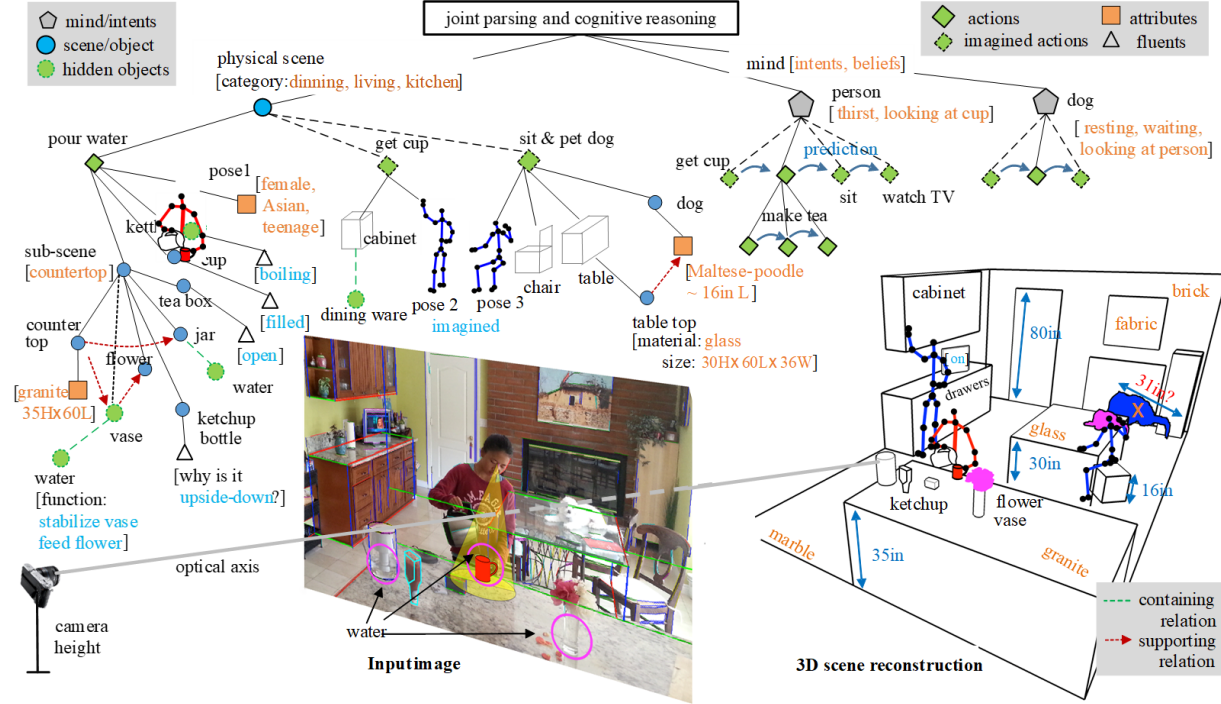 joint parsing and cognitive reasoning
mind/intents
scene/object
hidden objects
actions
imagined actions
attributes
fluents
physical scene
[category:dinning, living, kitchen]
mind [intents, beliefs]
person
[thirst, looking at cup]
dog
[resting, waiting,
looking at person]
pour water
get cup
sit & pet dog
get cup
prediction
sit
watch TV
make tea
pose1
[female,
Asian,
teenage]
kettl
cup
[boiling]
[filled]
[open]
cabinet
dining ware
pose 2
pose 3
imagined
chair
table
dog
[Maltese-poodle
~ 16in L]
table top
[material: glass
size: 30Hx 60Lx 36W]
sub-scene
[countertop]
tea box
counter
top
jar
flower
water
[granite
35Hx60L]
vase
ketchup
bottle
water
[function:
stabilize vase
feed flower]
[why is it
upside-down?]
optical axis
camera
height
water
Inputimage
cabinet
[on]
drawers
80in
brick
fabric
31in?
X
glass
30in
16in
ketchup
flower
vase
marble
35in
granite
3D scene reconstruction
containing
relation
supporting
relation